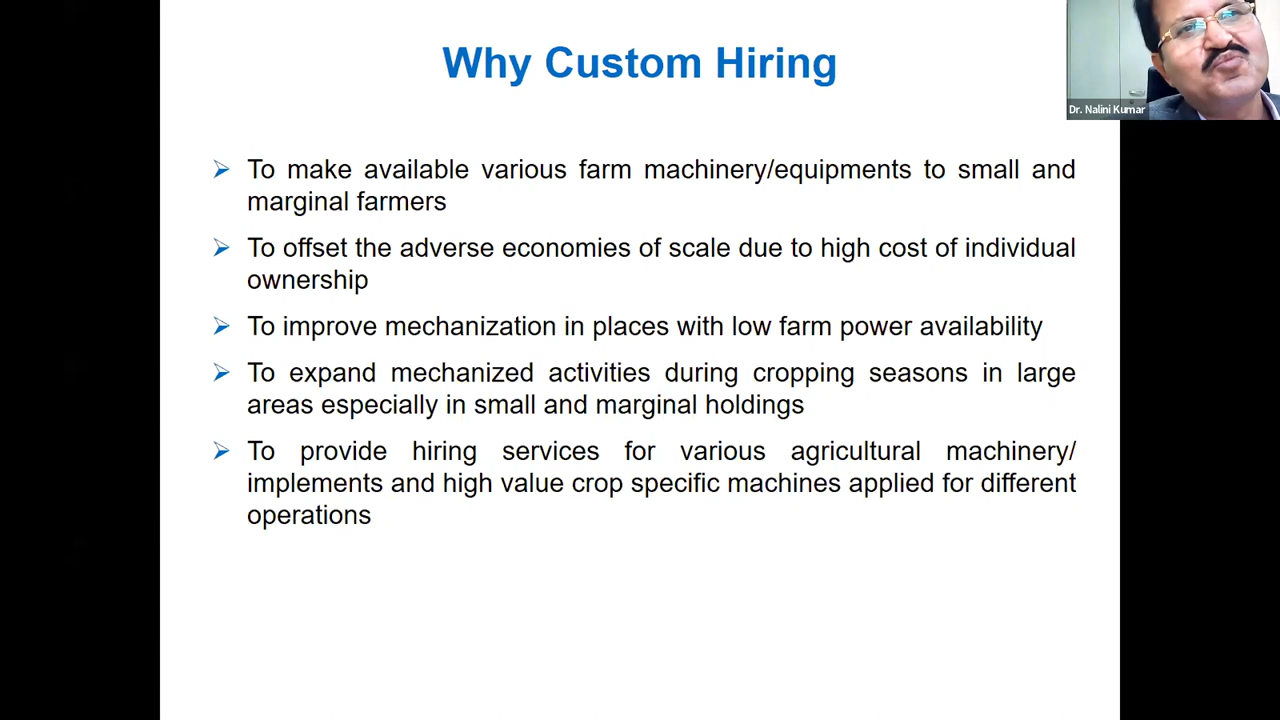 Why Custom Hiring
Dr. Nalini Kumar
➢ To make available various farm machinery/equipments to small and
marginal farmers
➢ To offset the adverse economies of scale due to high cost of individual
ownership
➢ To improve mechanization in places with low farm power availability
➢ To expand mechanized activities during cropping seasons in large
areas especially in small and marginal holdings
➢ To provide hiring services for various agricultural machinery/
implements and high value crop specific machines applied for different
operations